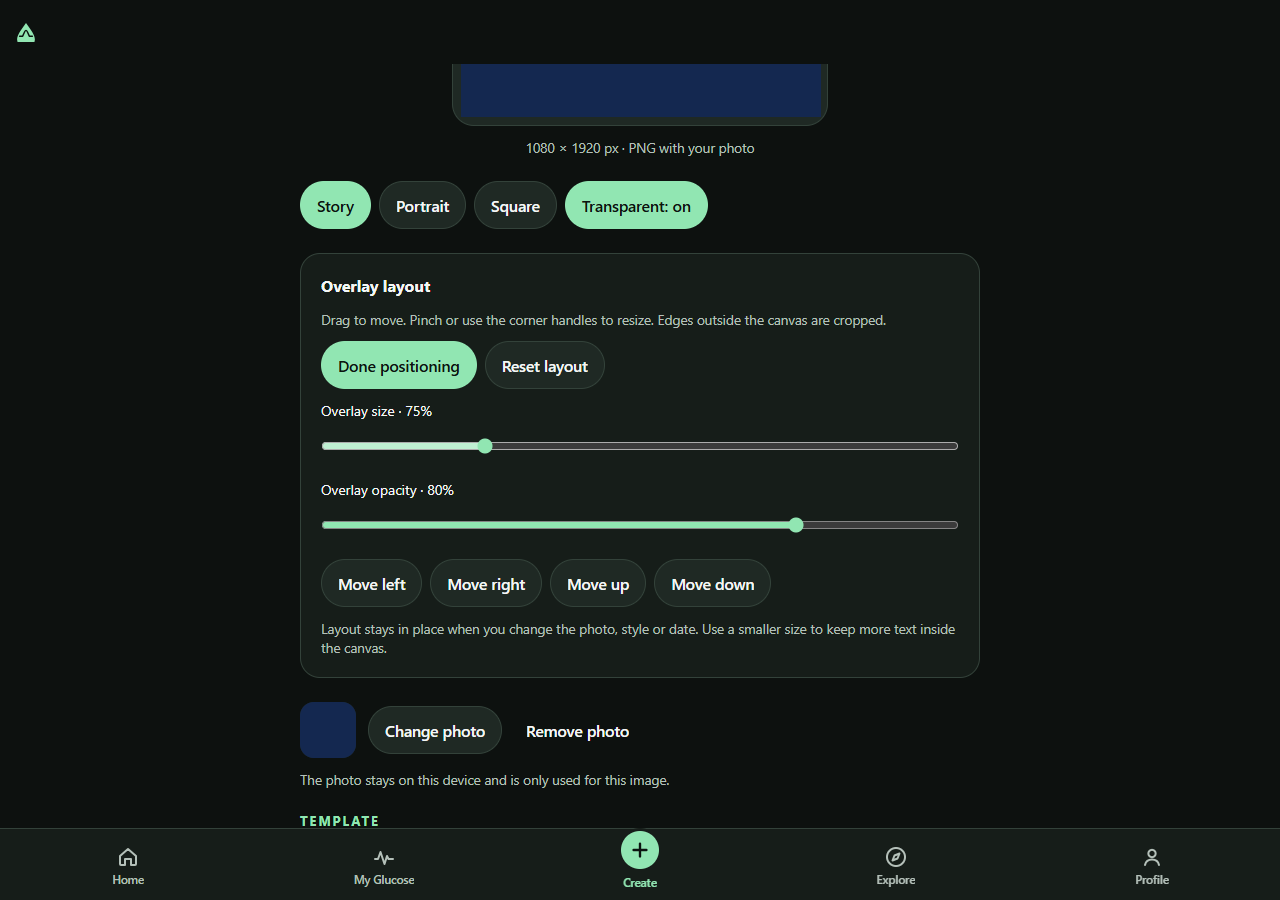 1080 × 1920 px · PNG with your photo
Story
Portrait
Square
Transparent: on
Overlay layout
Drag to move. Pinch or use the corner handles to resize. Edges outside the canvas are cropped.
Done positioning
Reset layout
Overlay size · 75%
Overlay opacity · 80%
Move left
Move right
Move up
Move down
Layout stays in place when you change the photo, style or date. Use a smaller size to keep more text inside
the canvas.
Change photo
Remove photo
The photo stays on this device and is only used for this image.
TEMPLATE
Home
My Glucose
Create
Explore
Profile